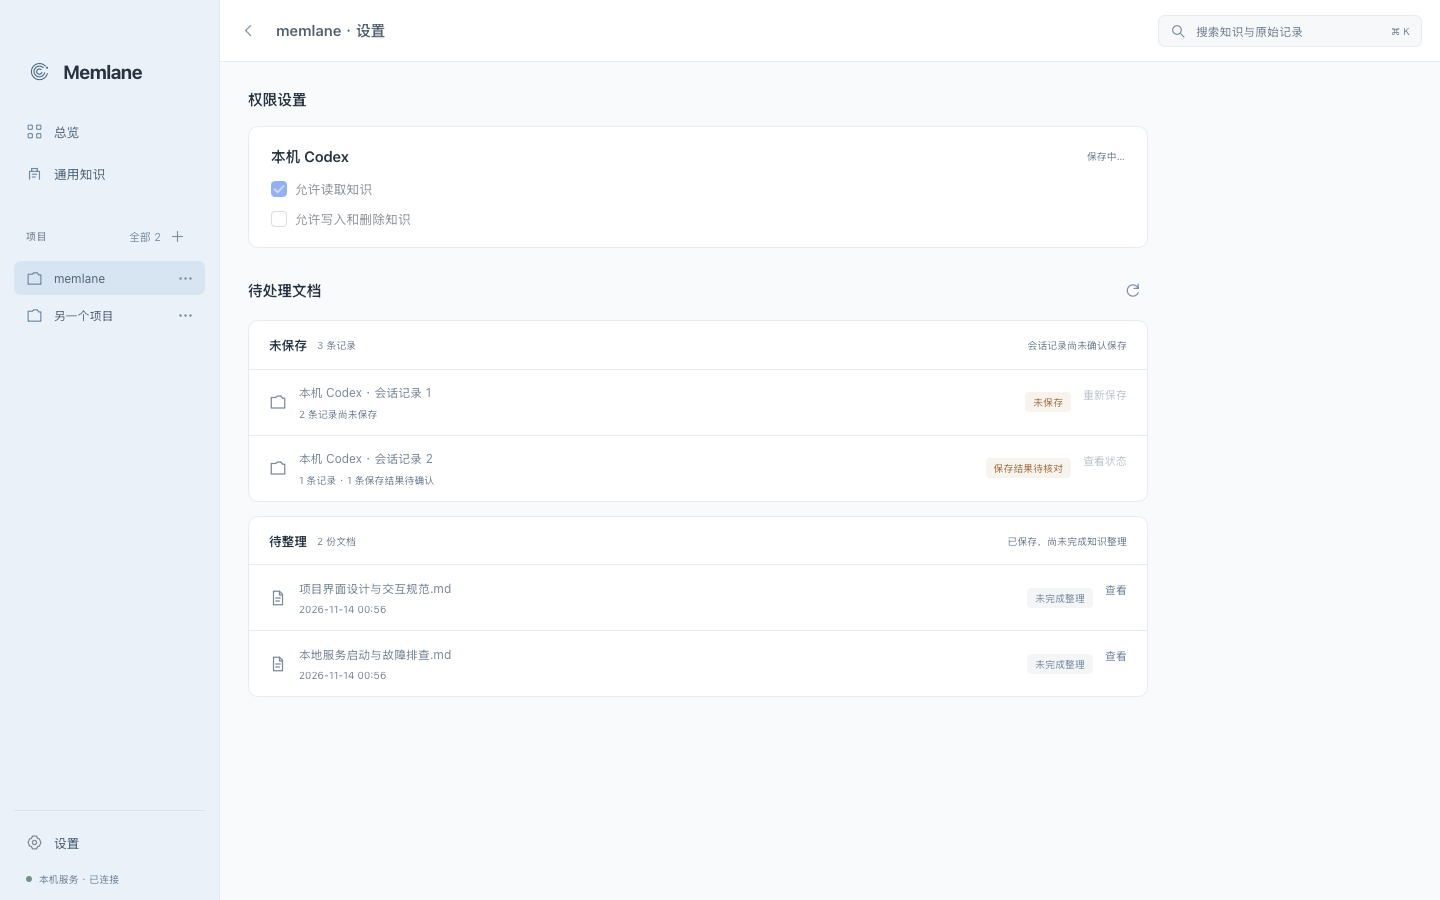 memlane · 设置
搜索知识与原始记录
⌘ K
Memlane
总览
通用知识
项目
全部 2
memlane
另一个项目
设置
本机服务 · 已连接
权限设置
本机 Codex
保存中...
允许读取知识
允许写入和删除知识
待处理文档
未保存 3 条记录
会话记录尚未确认保存
本机 Codex · 会话记录 1
2 条记录尚未保存
未保存
重新保存
本机 Codex · 会话记录 2
1 条记录 · 1 条保存结果待确认
保存结果待核对
查看状态
待整理 2 份文档
已保存，尚未完成知识整理
项目界面设计与交互规范.md
2026-11-14 00:56
未完成整理
查看
本地服务启动与故障排查.md
2026-11-14 00:56
未完成整理
查看